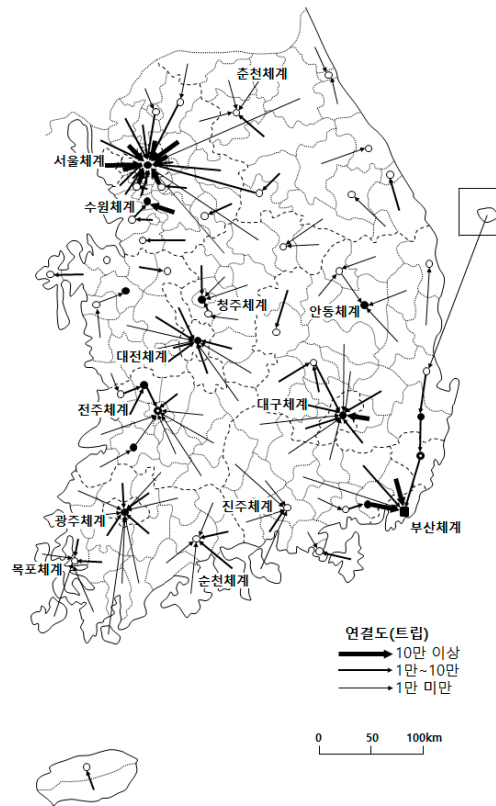 춘천체계
서울체계
수원체계
청주체계
안동체계
대전체계
전주체계
대구체계
광주체계
진주체계
부산체계
목포체계
순천체계
연결도(트립)
10만 이상
1만~10만
1만 미만
0 50 100km